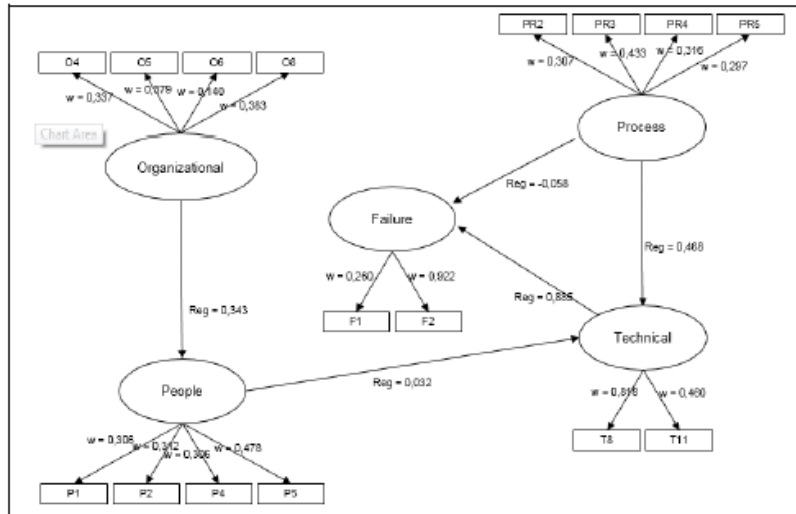 PR2 PR3 PR4 PR5
w = 0,307 w = 0,433 w = 0,316 w = 0,297
Process
O4 O5 O6 O8
w = 0,337 w = 0,379 w = 0,140 w = 0,383
Chart Area
Organizational
Reg = -0,058
Failure
Reg = 0,468
w = 0,260 w = 0,922
F1 F2
Reg = 0,885
Reg = 0,343
Technical
People
Reg = 0,032
w = 0,818 w = 0,460
T8 T11
w = 0,308 w = 0,312 w = 0,306 w = 0,478
P1 P2 P4 P5